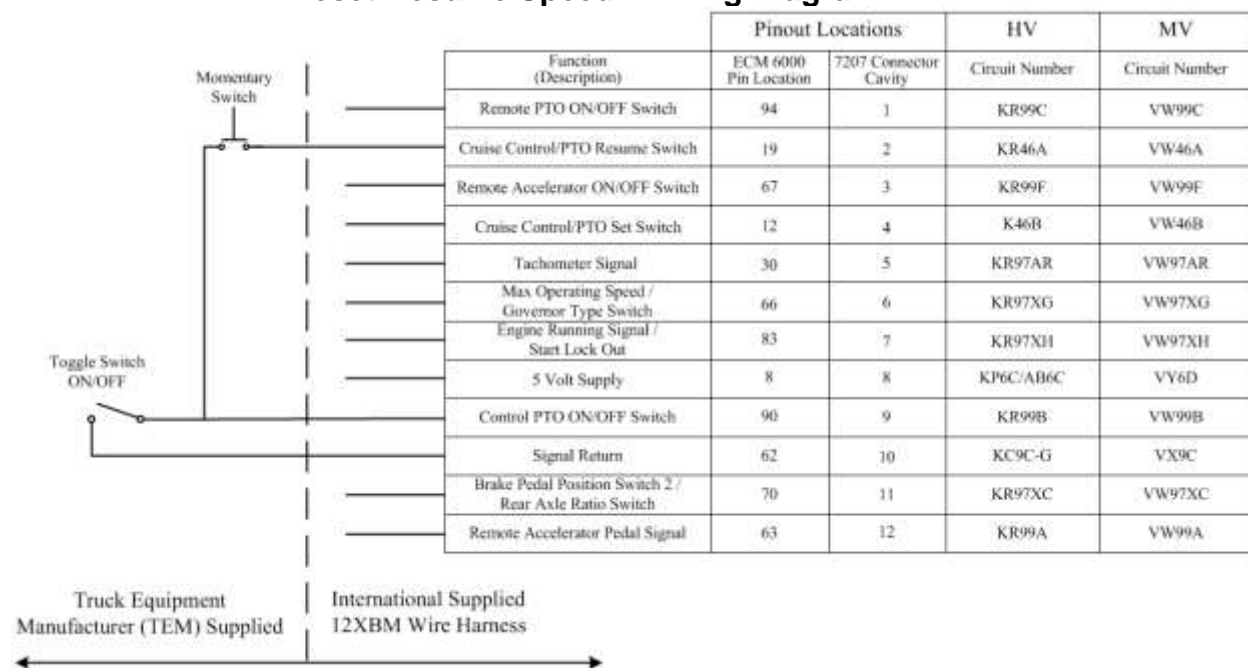 Pinout Locations HV MV
Function ECM 6000 7207 Connector Circuit Number Circuit Number
(Description) Pin Location Cavity
Momentary
Switch
Remote PTO ON/OFF Switch 94 1 KR99C VW99C
Cruise Control/PTO Resume Switch 19 2 KR46A VW46A
Remote Accelerator ON/OFF Switch 67 3 KR99F VW99F
Cruise Control/PTO Set Switch 12 4 K46B VW46B
Tachometer Signal 30 5 KR97AR VW97AR
Max Operating Speed /
Governor Type Switch 66 6 KR97XG VW97XG
Engine Running Signal /
Start Lock Out 83 7 KR97XH VW97XH
Toggle Switch
ON/OFF
5 Volt Supply 8 8 KP6C/AB6C VY6D
Control PTO ON/OFF Switch 90 9 KR99B VW99B
Signal Return 62 10 KC9C-G VX9C
Brake Pedal Position Switch 2 /
Rear Axle Ratio Switch 70 11 KR97XC VW97XC
Remote Accelerator Pedal Signal 63 12 KR99A VW99A
Truck Equipment
Manufacturer (TEM) Supplied
International Supplied
12XBM Wire Harness